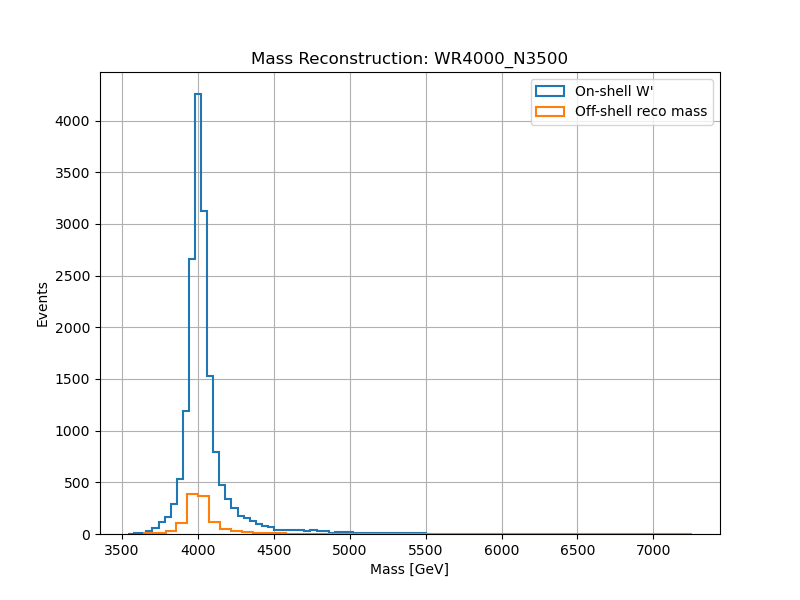 Mass Reconstruction: WR4000_N3500
On-shell W'
Off-shell reco mass
Events
4000
3500
3000
2500
2000
1500
1000
500
0
3500 4000 4500 5000 5500 6000 6500 7000
Mass [GeV]